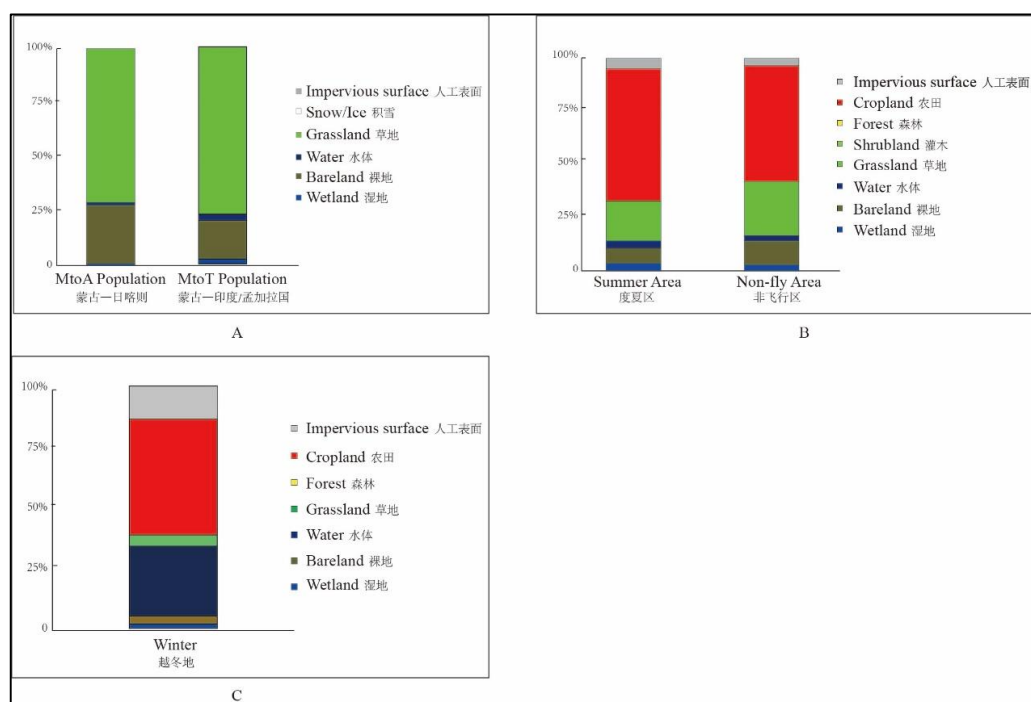 100%
75%
50%
25%
0
Impervious surface 人工表面
Snow/Ice 积雪
Grassland 草地
Water 水体
Bareland 裸地
Wetland 湿地
MtoA Population
蒙古—日喀则
MtoT Population
蒙古—印度/孟加拉国
A
100%
75%
50%
25%
0
Impervious surface 人工表面
Cropland 农田
Forest 森林
Shrubland 灌木
Grassland 草地
Water 水体
Bareland 裸地
Wetland 湿地
Summer Area
度夏区
Non-fly Area
非飞行区
B
100%
75%
50%
25%
0
Impervious surface 人工表面
Cropland 农田
Forest 森林
Grassland 草地
Water 水体
Bareland 裸地
Wetland 湿地
Winter
越冬地
C